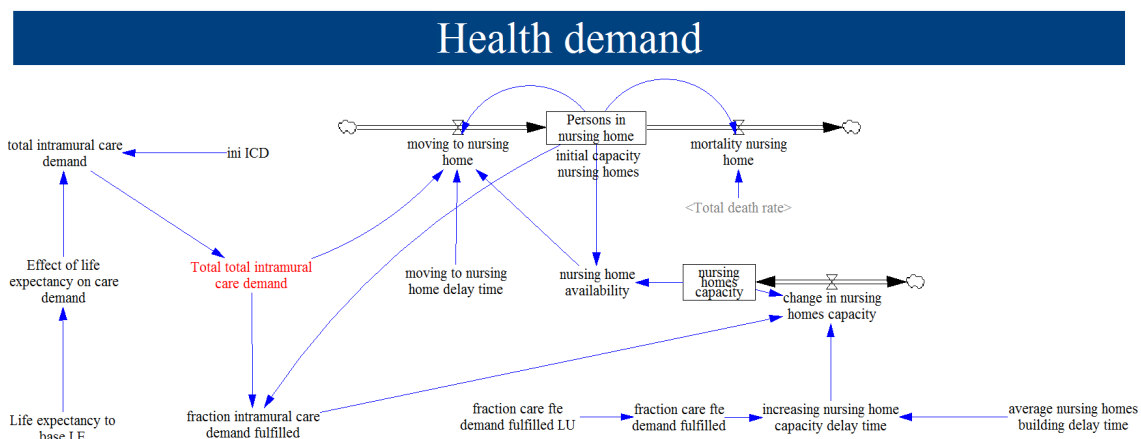 Health demand
Persons in
nursing home
initial capacity
nursing homes
moving to nursing
home
mortality nursing
home
total intramural care
demand
ini ICD
<Total death rate>
Effect of life
expectancy on care
demand
Total total intramural
care demand
moving to nursing
home delay time
nursing home
availability
nursing
homes
capacity
change in nursing
homes capacity
Life expectancy to
base LE
fraction intramural care
demand fulfilled
fraction care fte
demand fulfilled LU
fraction care fte
demand fulfilled
increasing nursing home
capacity delay time
average nursing homes
building delay time